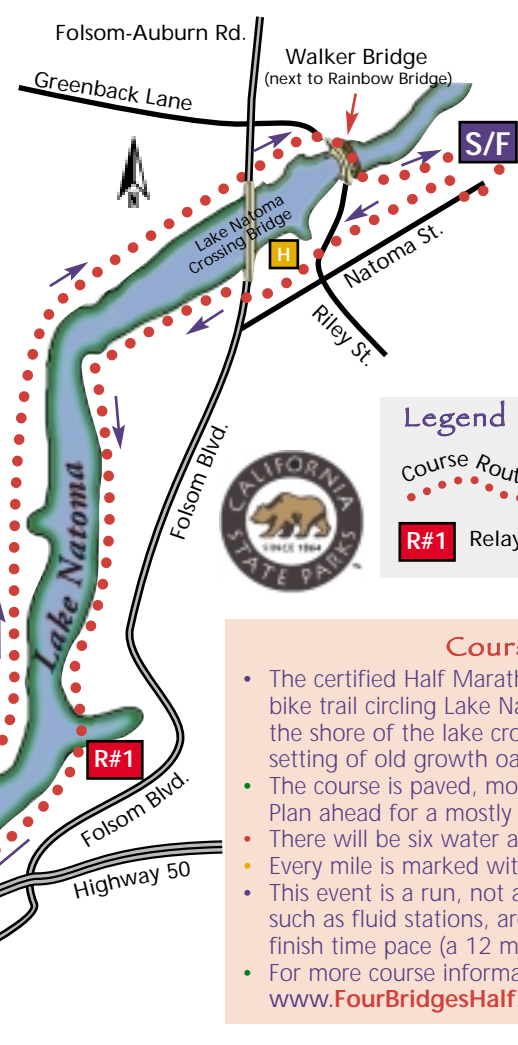 Folsom-Auburn Rd.
Walker Bridge
(next to Rainbow Bridge)
Greenback Lane
S/F
Lake Natoma
Crossing Bridge
H
Natoma St.
Riley St.
Folsom Blvd.
Legend
Course Rout
CALIFORNIA
SINCE 1864
STATE PARKS
R#1 Relay
Lake Natoma
R#1
Folsom Blvd.
Highway 50
Cours
• The certified Half Marath
bike trail circling Lake Na
the shore of the lake cro
setting of old growth oa
• The course is paved, mo
Plan ahead for a mostly
• There will be six water a
• Every mile is marked wit
• This event is a run, not a
such as fluid stations, are
finish time pace (a 12 m
• For more course informa
www.FourBridgesHalf.